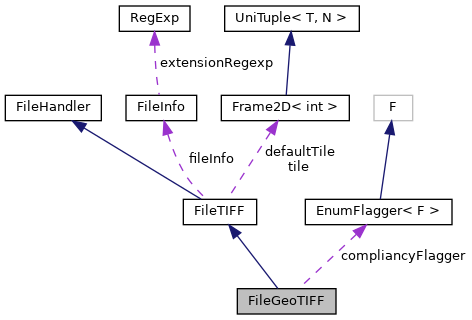 RegExp
UniTuple< T, N >
extensionRegexp
FileHandler
FileInfo
Frame2D< int >
F
fileInfo
defaultTile
tile
FileTIFF
EnumFlagger< F >
compliancyFlagger
FileGeoTIFF